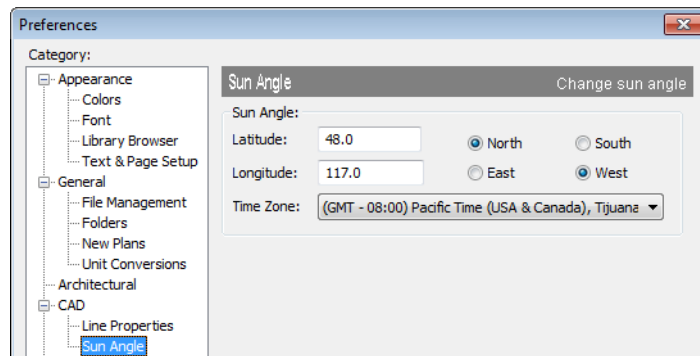 Preferences
Category:
Appearance
Colors
Font
Library Browser
Text & Page Setup
General
File Management
Folders
New Plans
Unit Conversions
Architectural
CAD
Line Properties
Sun Angle
Sun Angle Change sun angle
Sun Angle:
Latitude: 48.0 North South
Longitude: 117.0 East West
Time Zone: (GMT - 08:00) Pacific Time (USA & Canada), Tijuana